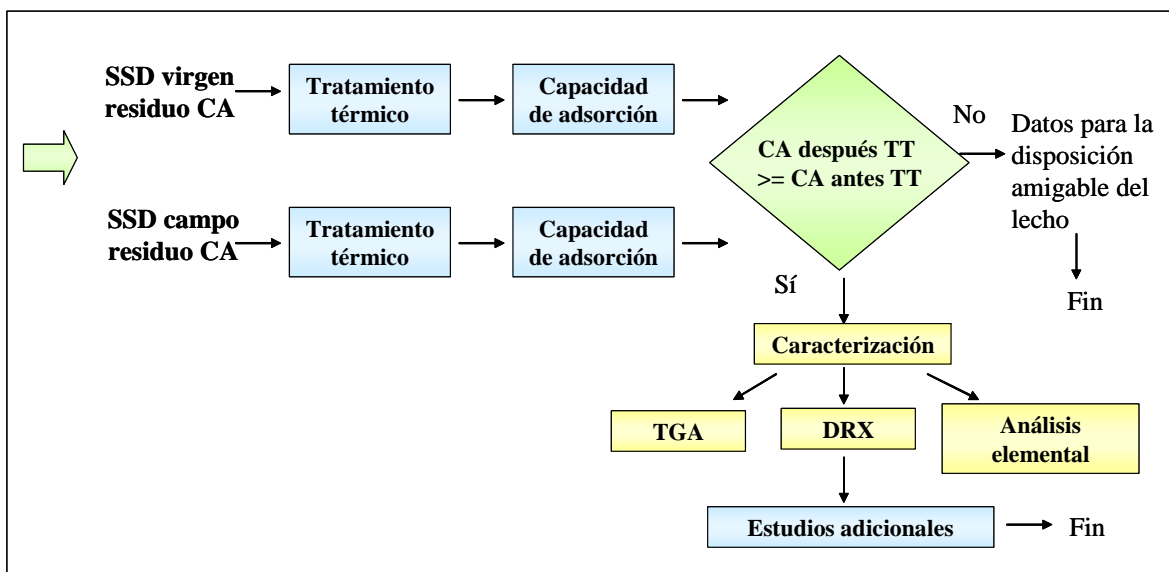 SSD virgen
residuo CA
Tratamiento
térmico
Capacidad
de adsorción
CA después TT
>= CA antes TT
No
Datos para la
disposición
amigable del
lecho
Fin
SSD campo
residuo CA
Tratamiento
térmico
Capacidad
de adsorción
Sí
Caracterización
TGA
DRX
Análisis
elemental
Estudios adicionales
Fin